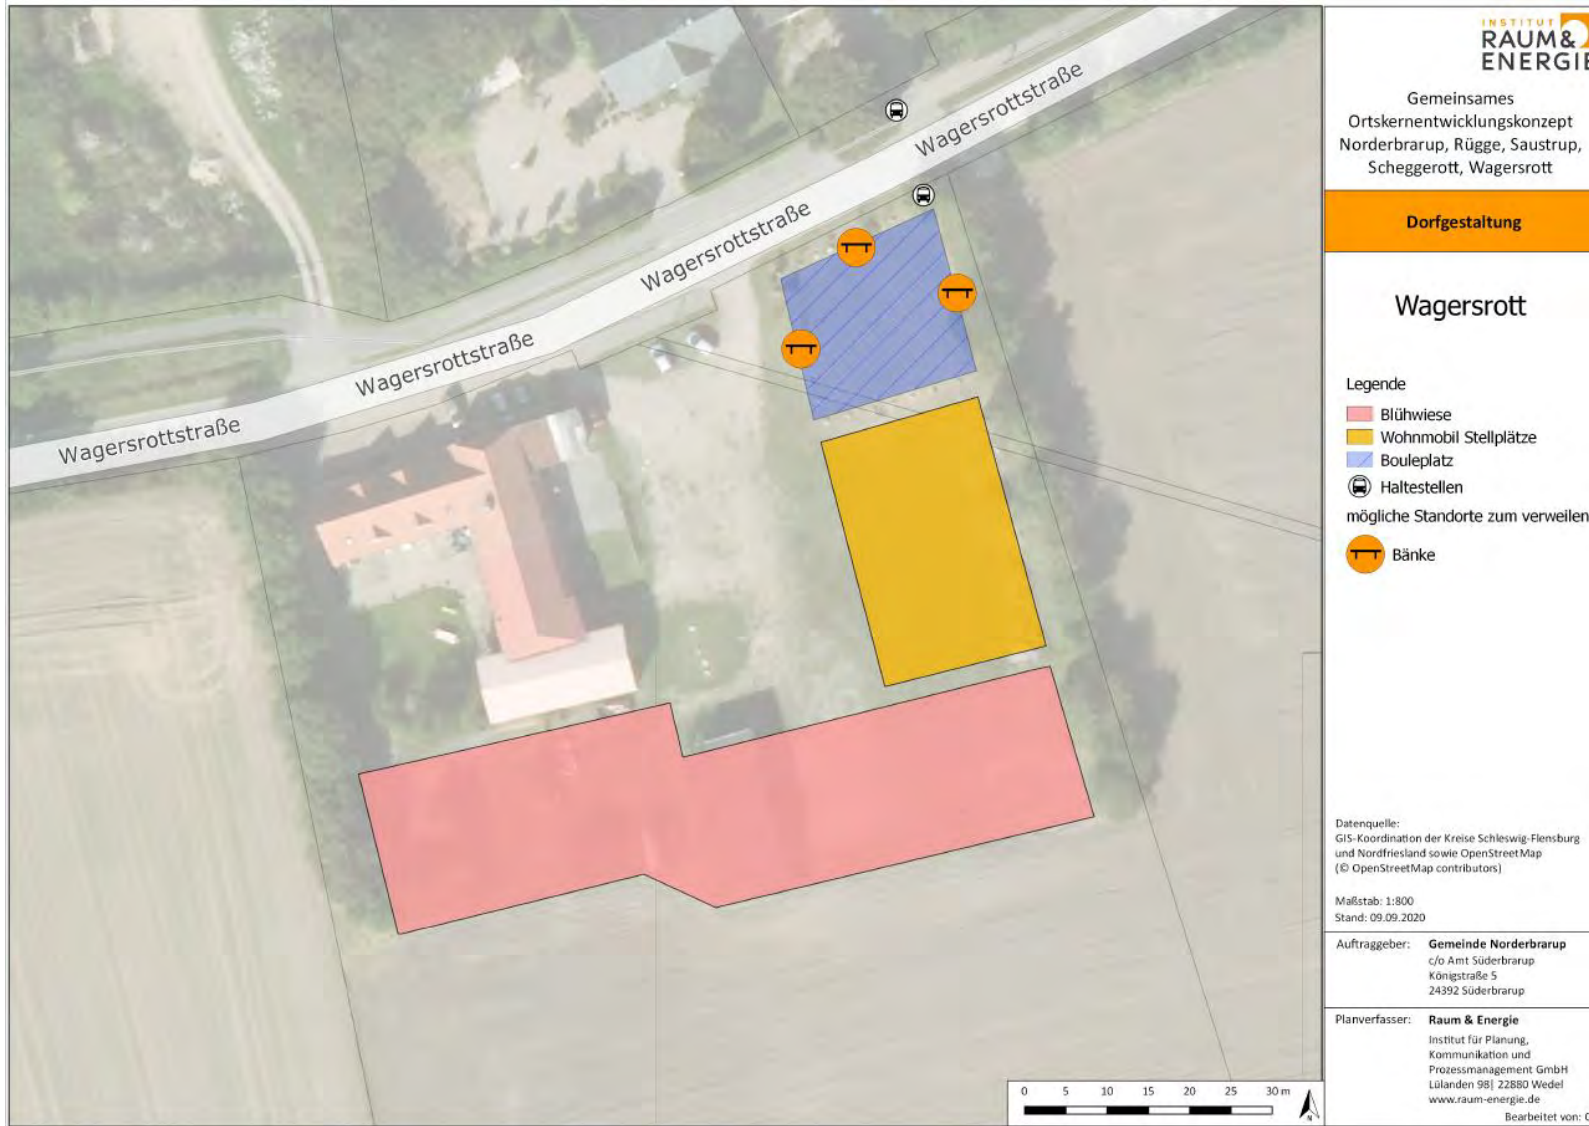 Wagersrottstraße
Wagersrottstraße
Wagersrottstraße
Wagersrottstraße
0 5 10 15 20 25 30 m
N
INSTITUT
RAUM&
ENERGIE
Gemeinsames
Ortskernentwicklungskonzept
Norderbrarup, Rügge, Saustrup,
Scheggerott, Wagersrott
Dorfgestaltung
Wagersrott
Legende
Blühwiese
Wohnmobil Stellplätze
Bouleplatz
Haltestellen
mögliche Standorte zum verweilen
Bänke
Datenquelle:
GIS-Koordination der Kreise Schleswig-Flensburg
und Nordfriesland sowie OpenStreetMap
(© OpenStreetMap contributors)
Maßstab: 1:800
Stand: 09.09.2020
Auftraggeber: Gemeinde Norderbrarup
c/o Amt Süderbrarup
Königstraße 5
24392 Süderbrarup
Planverfasser: Raum & Energie
Institut für Planung,
Kommunikation und
Prozessmanagement GmbH
Lülanden 98| 22880 Wedel
www.raum-energie.de
Bearbeitet von: